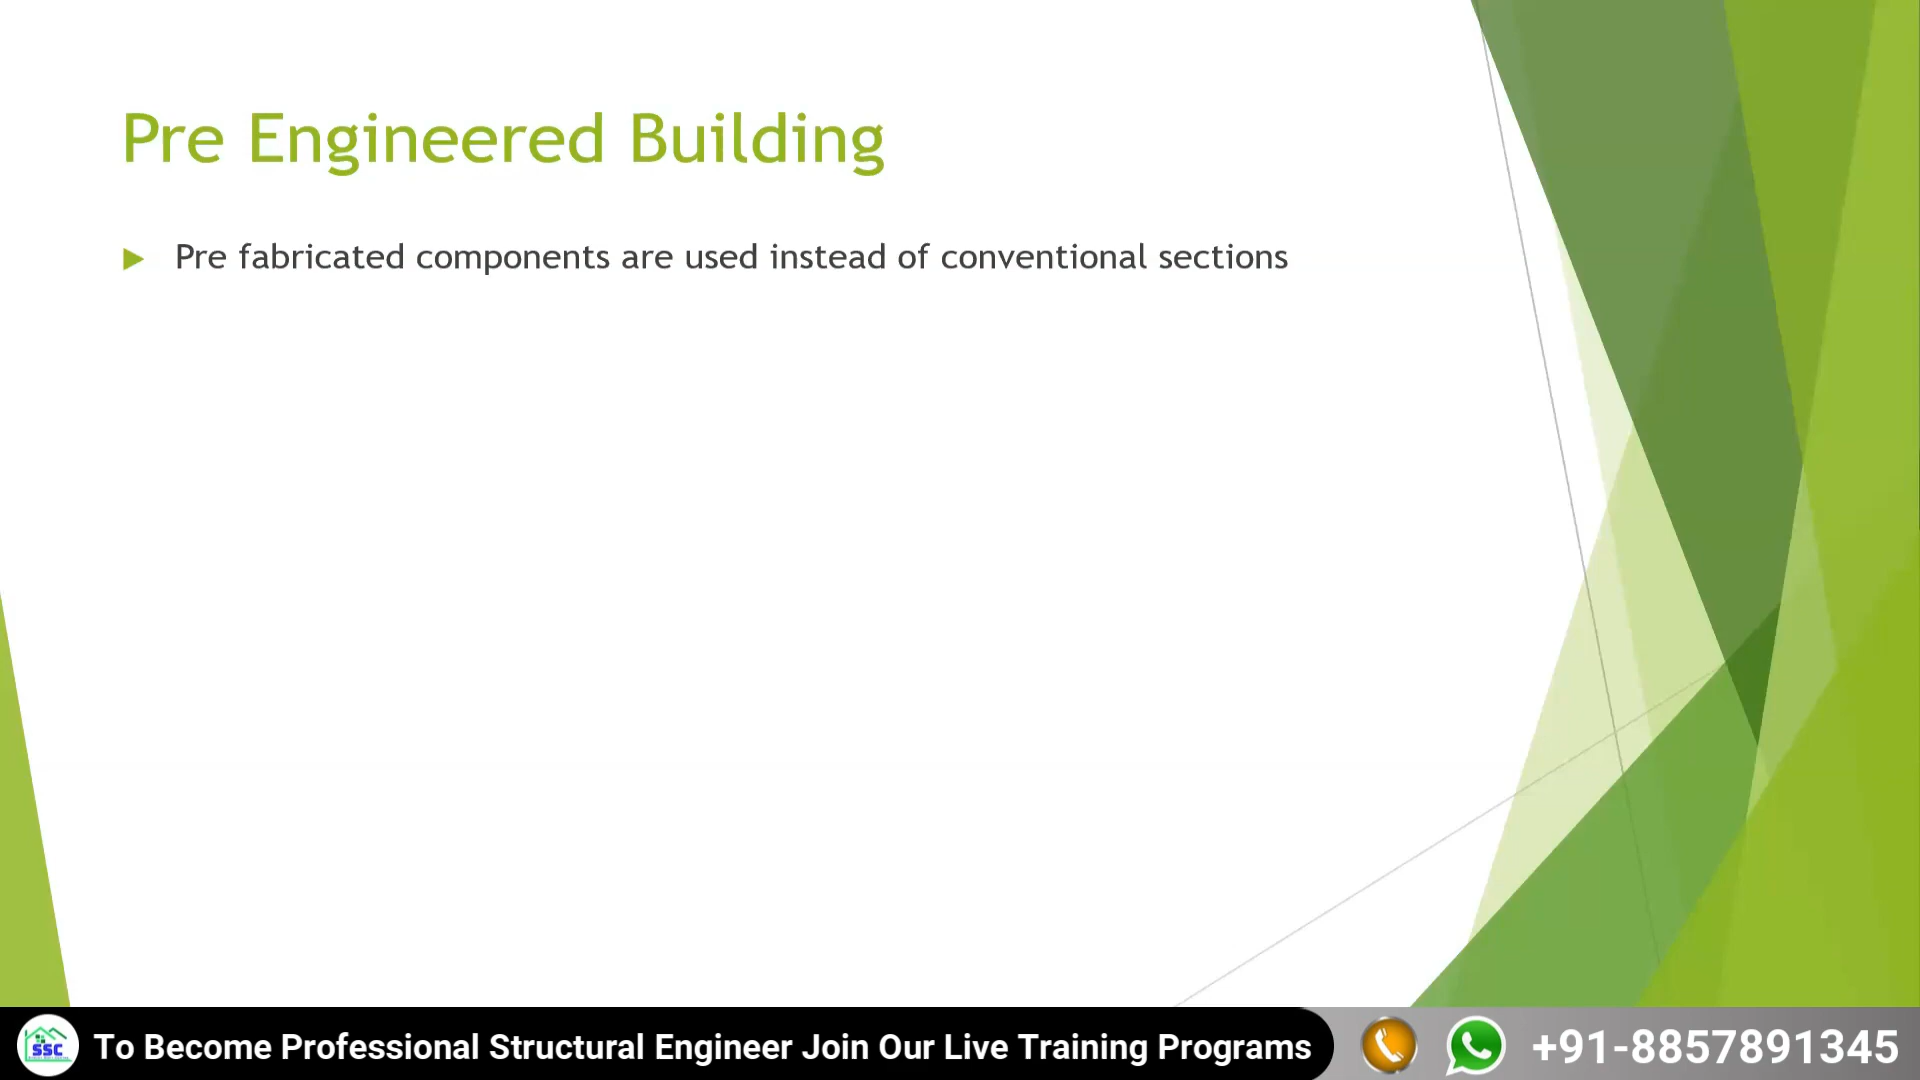 Pre Engineered Building
Pre fabricated components are used instead of conventional sections
SSC
To Become Professional Structural Engineer Join Our Live Training Programs
+91-8857891345